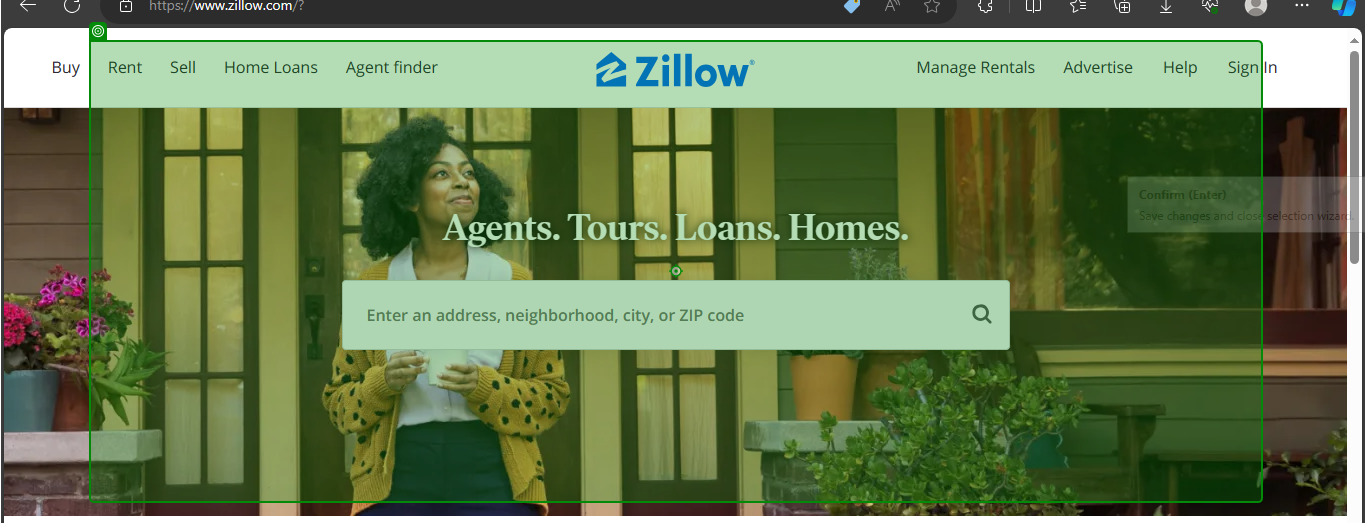 https://www.zillow.com/?
Buy Rent Sell Home Loans Agent finder Zillow® Manage Rentals Advertise Help Sign In
Confirm (Enter)
Save changes and close selection wizard.
Agents. Tours. Loans. Homes.
Enter an address, neighborhood, city, or ZIP code